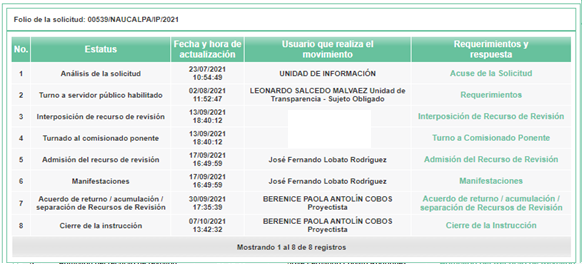 Folio de la solicitud: 00539/NAUCALPA/IP/2021
No. Estatus Fecha y hora de actualización Usuario que realiza el movimiento Requerimientos y respuesta
1 Análisis de la solicitud 23/07/2021 10:54:49 UNIDAD DE INFORMACIÓN Acuse de la Solicitud
2 Turno a servidor público habilitado 02/08/2021 11:52:47 LEONARDO SALCEDO MALVAEZ Unidad de Transparencia - Sujeto Obligado Requerimientos
3 Interposición de recurso de revisión 13/09/2021 18:40:12 Interposición de Recurso de Revisión
4 Turnado al comisionado ponente 13/09/2021 18:40:12 Turno a Comisionado Ponente
5 Admisión del recurso de revisión 17/09/2021 16:49:59 José Fernando Lobato Rodríguez Admisión del Recurso de Revisión
6 Manifestaciones 17/09/2021 16:49:59 José Fernando Lobato Rodríguez Manifestaciones
7 Acuerdo de returno / acumulación / separación de Recursos de Revisión 30/09/2021 17:35:39 BERENICE PAOLA ANTOLÍN COBOS Proyectista Acuerdo de returno / acumulación / separación de Recursos de Revisión
8 Cierre de la instrucción 07/10/2021 13:42:32 BERENICE PAOLA ANTOLÍN COBOS Proyectista Cierre de la Instrucción
Mostrando 1 al 8 de 8 registros